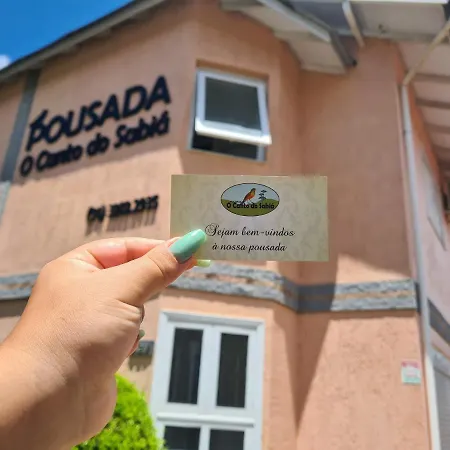 POUSADA
O Canto do Sabiá
O Canto do Sabiá
Sejam bem-vindos
à nossa pousada